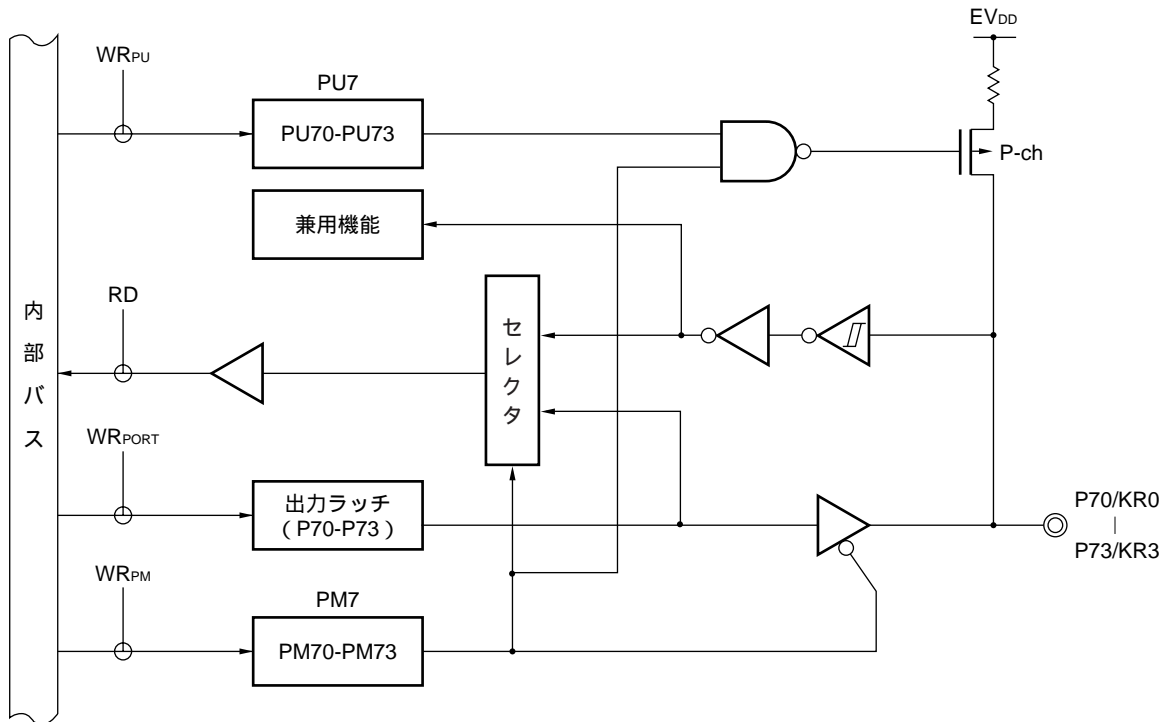 EVDD
WRPU
PU7
PU70-PU73
P-ch
兼用機能
RD
セレクタ
内部バス
WRPORT
出力ラッチ
(P70-P73)
P70/KR0
P73/KR3
WRPM
PM7
PM70-PM73